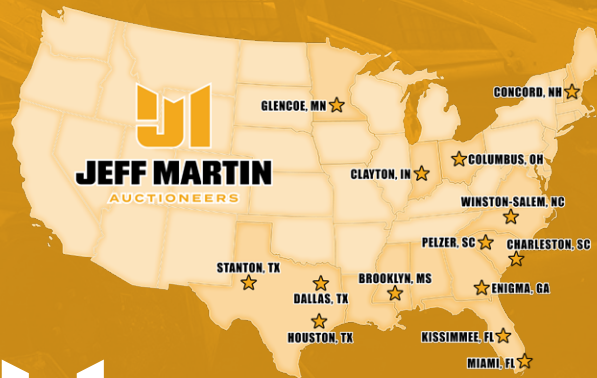 CONCORD, NH
GLENCOE, MN
JEFF MARTIN
AUCTIONEERS
COLUMBUS, OH
CLAYTON, IN
WINSTON-SALEM, NC
PELZER, SC
CHARLESTON, SC
STANTON, TX
BROOKLYN, MS
ENIGMA, GA
DALLAS, TX
HOUSTON, TX
KISSIMMEE, FL
MIAMI, FL